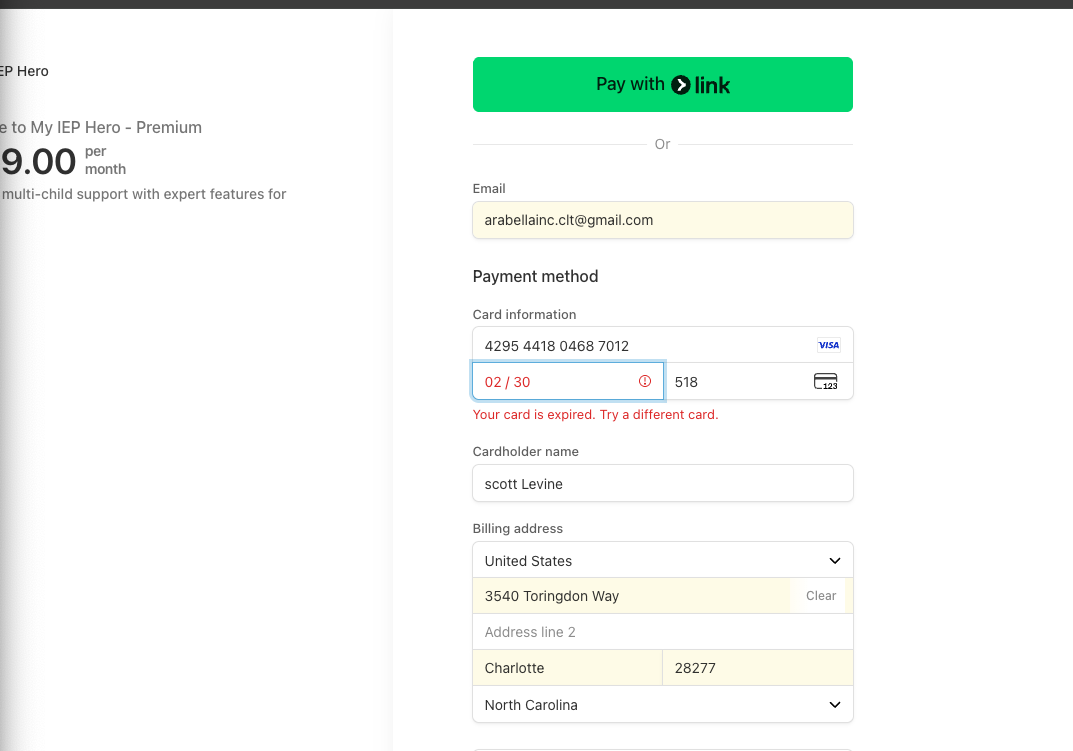 EP Hero
e to My IEP Hero - Premium
9.00 per
month
multi-child support with expert features for
Pay with link
Or
Email
arabellainc.clt@gmail.com
Payment method
Card information
4295 4418 0468 7012 VISA
02 / 30 518 123
Your card is expired. Try a different card.
Cardholder name
scott Levine
Billing address
United States
3540 Toringdon Way Clear
Address line 2
Charlotte 28277
North Carolina